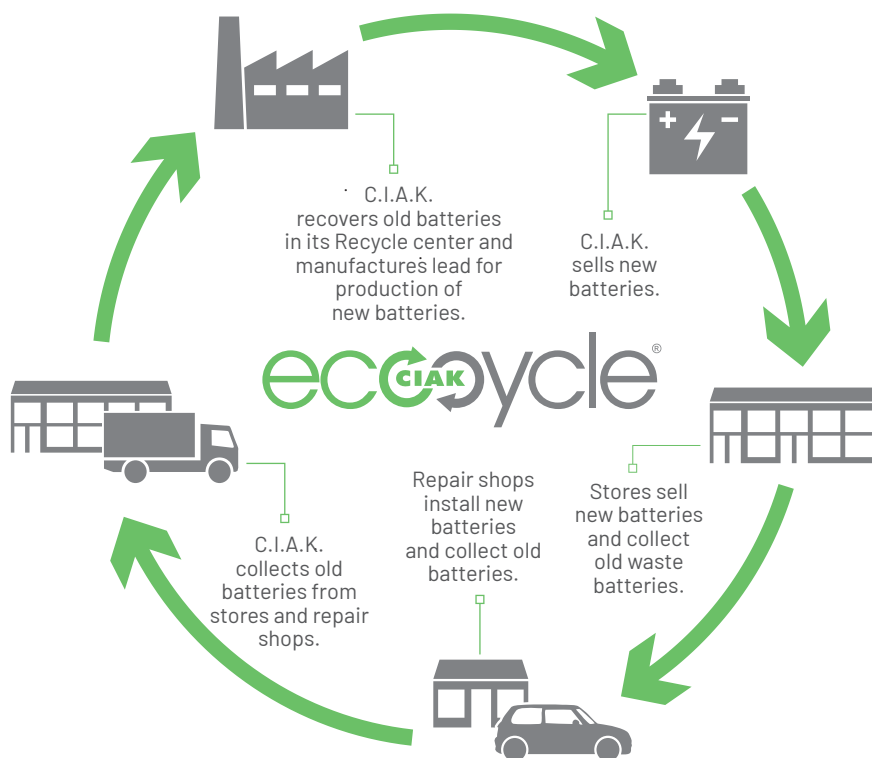 C.I.A.K.
recovers old batteries
in its Recycle center and
manufactures lead for
production of
new batteries.
C.I.A.K.
sells new
batteries.
ecocycle®
CIAK
Repair shops
install new
batteries
and collect old
batteries.
Stores sell
new batteries
and collect
old waste
batteries.
C.I.A.K.
collects old
batteries from
stores and repair
shops.